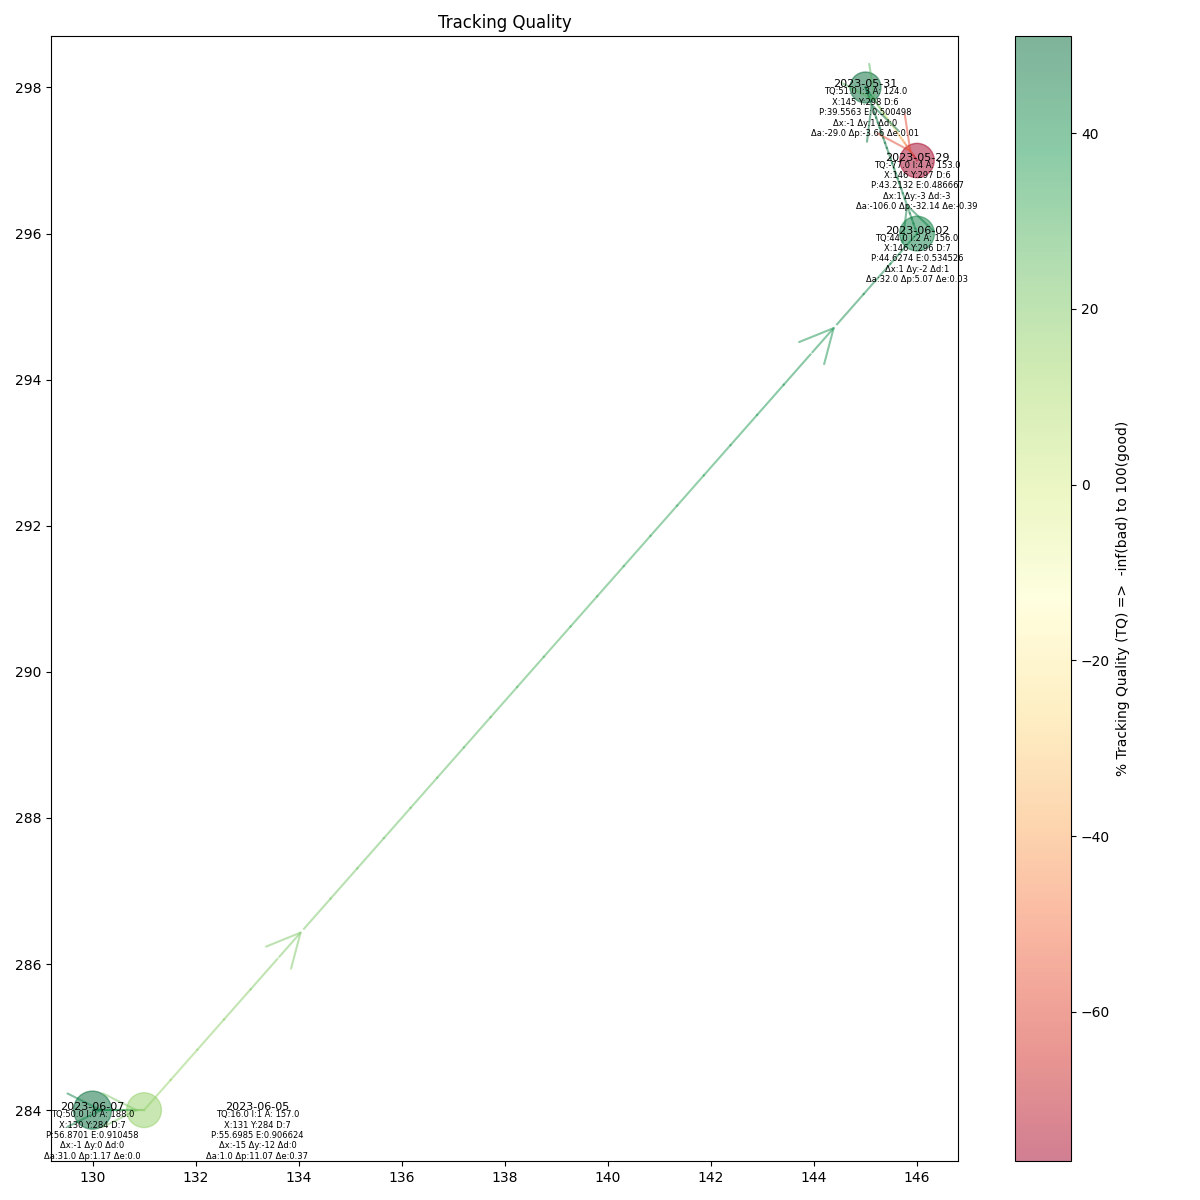 Tracking Quality
298
296
294
292
290
288
286
284
2023-05-31
TQ:51.0 I:3 A: 124.0
X:145 Y:298 D:6
P:39.5563 E:0.500498
Δx:-1 Δy:1 Δd:0
Δa:-29.0 Δp:-3.66 Δe:0.01
2023-05-29
TQ:-77.0 I:4 A: 153.0
X:146 Y:297 D:6
P:43.2132 E:0.486667
Δx:1 Δy:-3 Δd:-3
Δa:-106.0 Δp:-32.14 Δe:-0.39
2023-06-02
TQ:44.0 I:2 A: 156.0
X:146 Y:296 D:7
P:44.6274 E:0.534526
Δx:1 Δy:-2 Δd:1
Δa:32.0 Δp:5.07 Δe:0.03
2023-06-07
TQ:50.0 I:0 A: 188.0
X:130 Y:284 D:7
P:56.8701 E:0.910458
Δx:-1 Δy:0 Δd:0
Δa:31.0 Δp:1.17 Δe:0.0
2023-06-05
TQ:16.0 I:1 A: 157.0
X:131 Y:284 D:7
P:55.6985 E:0.906624
Δx:-15 Δy:-12 Δd:0
Δa:1.0 Δp:11.07 Δe:0.37
130 132 134 136 138 140 142 144 146
40
20
0
−20
−40
−60
% Tracking Quality (TQ) => -inf(bad) to 100(good)